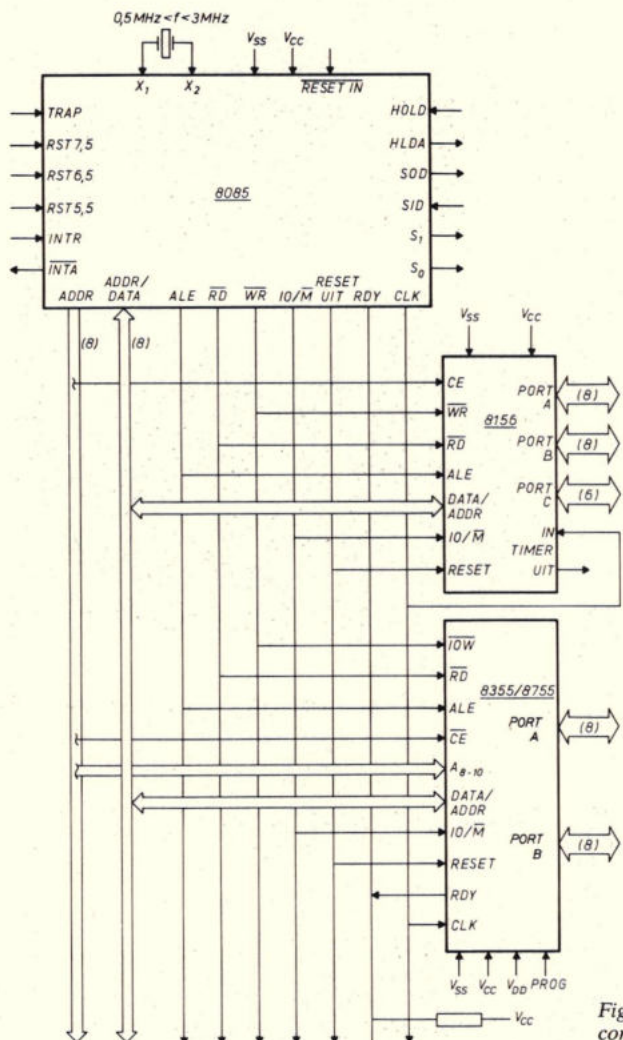 0,5MHz<f<3MHz
VSS VCC
X1 X2 RESET IN
TRAP HOLD
RST7,5 HLDA
RST6,5 SOD
8085
RST5,5 SID
INTR S1
INTA S0
ADDR ADDR/DATA ALE RD WR IO/M RESET UIT RDY CLK
(8) (8)
VSS VCC
CE PORT A (8)
WR 8156
RD PORT B (8)
ALE
DATA/ADDR PORT C (6)
IO/M IN
TIMER
RESET UIT
IOW
RD 8355/8755
ALE PORT A (8)
CE
A8-10
DATA/ADDR
IO/M PORT B (8)
RESET
RDY
CLK
VSS VCC VDD PROG
VCC
Fig
con